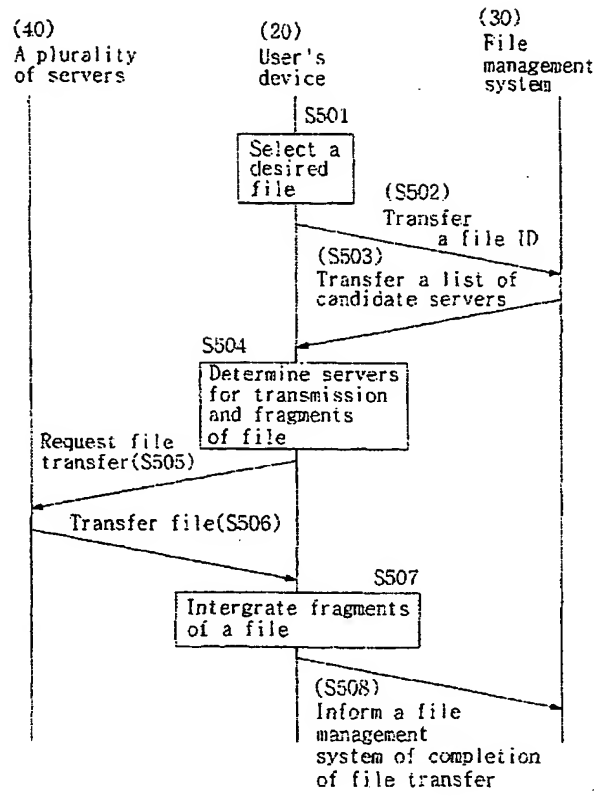 (40)
A plurality
of servers
(20)
User's
device
(30)
File
management
system
S501
Select a
desired
file
(S502)
Transfer
a file ID
(S503)
Transfer a list of
candidate servers
S504
Determine servers
for transmission
and fragments
of file
Request file
transfer(S505)
Transfer file(S506)
S507
Intergrate fragments
of a file
(S508)
Inform a file
management
system of completion
of file transfer